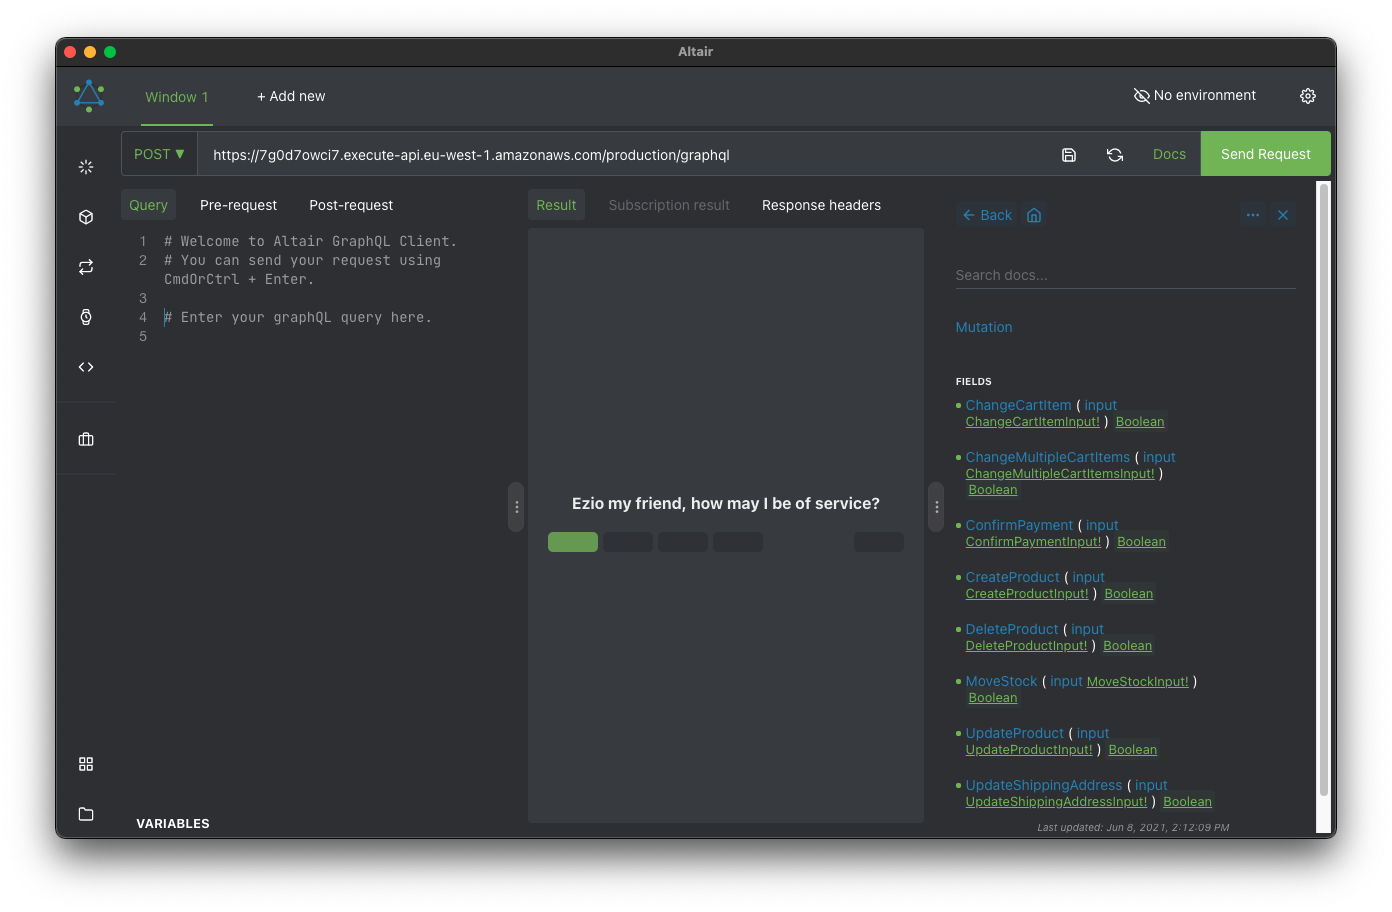 Altair
Window 1
+ Add new
No environment
POST ▼
https://7g0d7owci7.execute-api.eu-west-1.amazonaws.com/production/graphql
Docs
Send Request
Query
Pre-request
Post-request
1 # Welcome to Altair GraphQL Client.
2 # You can send your request using
CmdOrCtrl + Enter.
3
4 # Enter your graphQL query here.
5
VARIABLES
Result
Subscription result
Response headers
Ezio my friend, how may I be of service?
Back
Search docs...
Mutation
FIELDS
ChangeCartItem ( input
ChangeCartItemInput! ) Boolean
ChangeMultipleCartItems ( input
ChangeMultipleCartItemsInput! )
Boolean
ConfirmPayment ( input
ConfirmPaymentInput! ) Boolean
CreateProduct ( input
CreateProductInput! ) Boolean
DeleteProduct ( input
DeleteProductInput! ) Boolean
MoveStock ( input MoveStockInput! )
Boolean
UpdateProduct ( input
UpdateProductInput! ) Boolean
UpdateShippingAddress ( input
UpdateShippingAddressInput! ) Boolean
Last updated: Jun 8, 2021, 2:12:09 PM